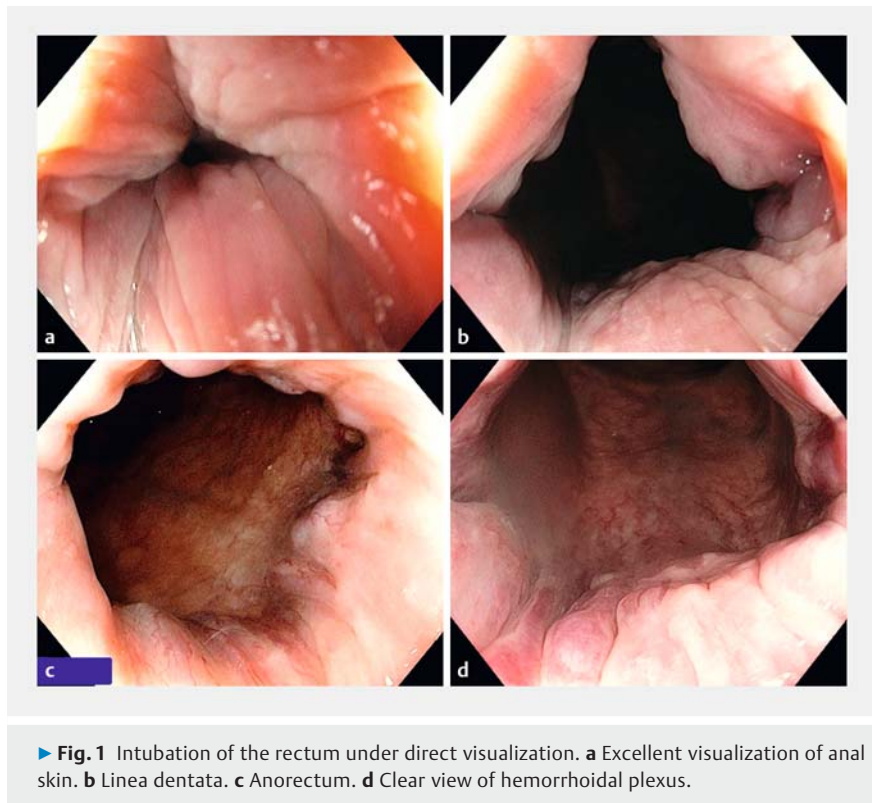 a
b
c
d
▶ Fig. 1 Intubation of the rectum under direct visualization. a Excellent visualization of anal
skin. b Linea dentata. c Anorectum. d Clear view of hemorrhoidal plexus.